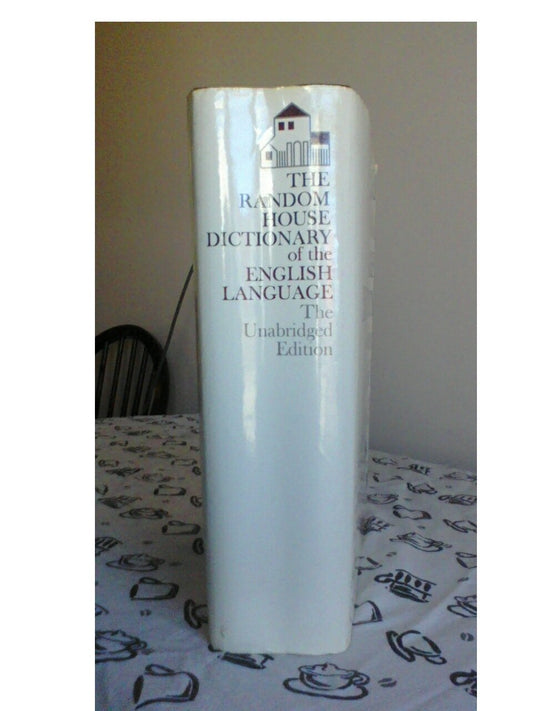 THE
RANDOM
HOUSE
DICTIONARY
of the
ENGLISH
LANGUAGE
The
Unabridged
Edition